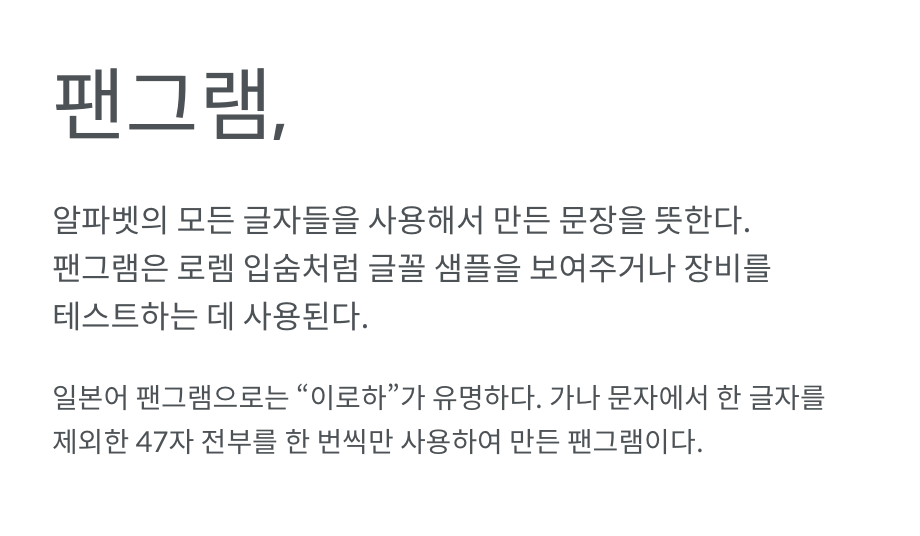 팬그램,
알파벳의 모든 글자들을 사용해서 만든 문장을 뜻한다.
팬그램은 로렘 입숨처럼 글꼴 샘플을 보여주거나 장비를
테스트하는 데 사용된다.
일본어 팬그램으로는 “이로하”가 유명하다. 가나 문자에서 한 글자를
제외한 47자 전부를 한 번씩만 사용하여 만든 팬그램이다.